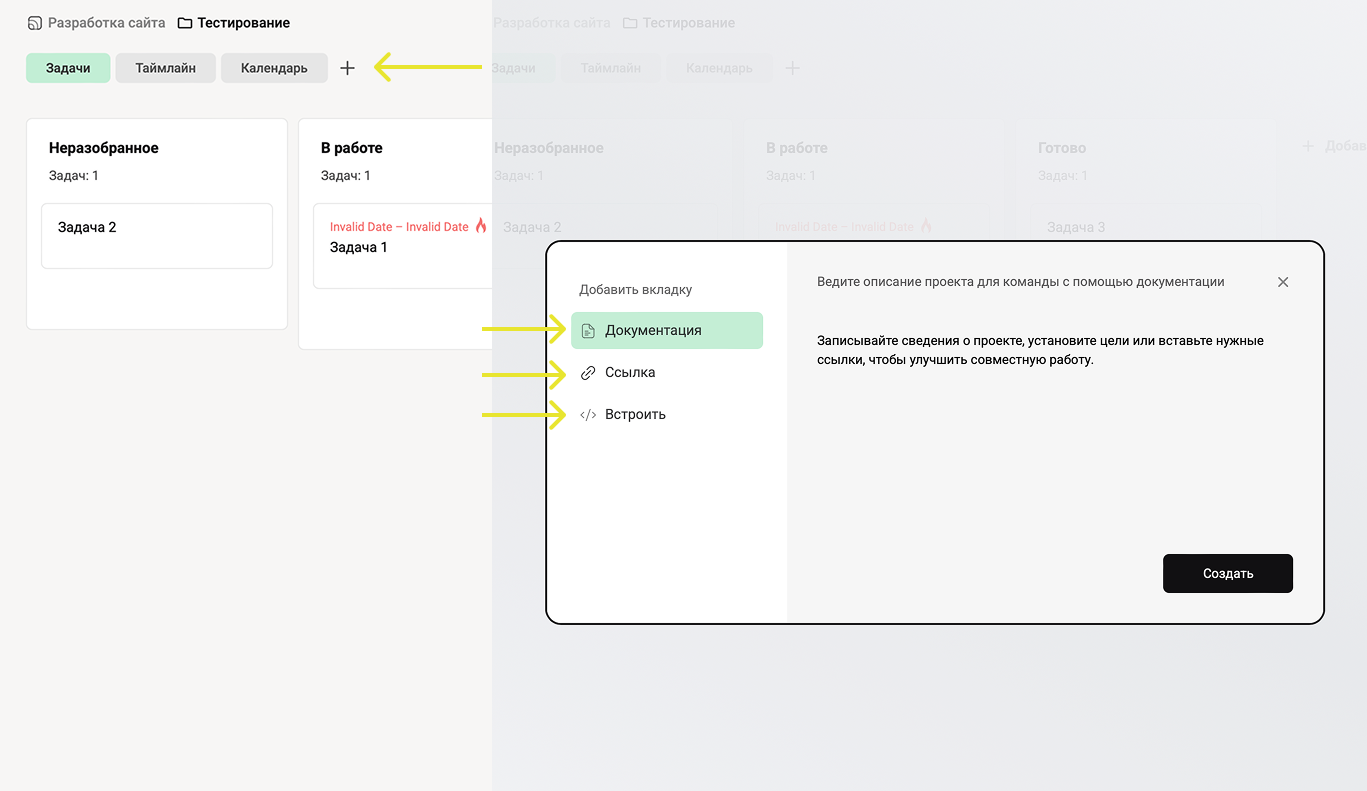 Разработка сайта Тестирование
Задачи Таймлайн Календарь
Неразобранное
Задач: 1
Задача 2
В работе
Задач: 1
Invalid Date – Invalid Date
Задача 1
Разработка сайта Тестирование
Задачи Таймлайн Календарь
Неразобранное
Задач: 1
Задача 2
В работе
Задач: 1
Invalid Date – Invalid Date
Готово
Задач: 1
Задача 3
Добав
Добавить вкладку
Документация
Ссылка
Встроить
Ведите описание проекта для команды с помощью документации
Записывайте сведения о проекте, установите цели или вставьте нужные
ссылки, чтобы улучшить совместную работу.
Создать